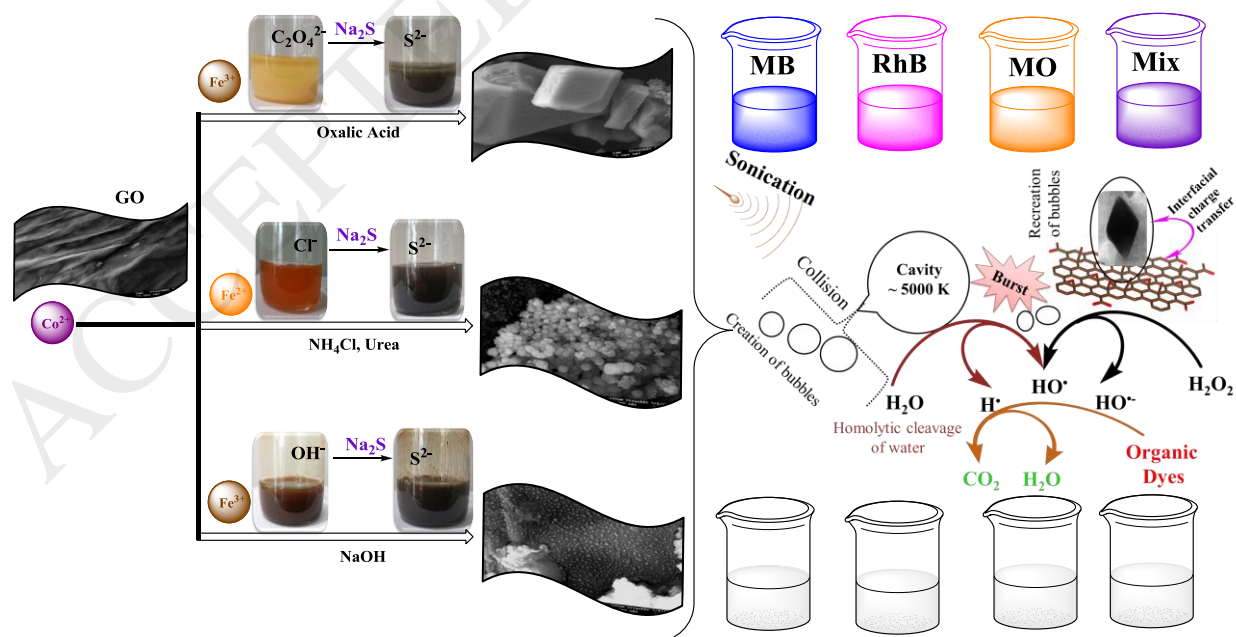 ACCEPTE
GO
Co²⁺
Fe³⁺
C₂O₄²⁻
Na₂S
S²⁻
Oxalic Acid
Fe²⁺
Cl⁻
Na₂S
S²⁻
NH₄Cl, Urea
Fe³⁺
OH⁻
Na₂S
S²⁻
NaOH
MB
RhB
MO
Mix
Sonication
Creation of bubbles
Collision
Cavity
~ 5000 K
Burst
Recreation
of bubbles
Interfacial
charge
transfer
H₂O
Homolytic cleavage
of water
H•
HO•
HO•-
H₂O₂
CO₂
H₂O
Organic
Dyes